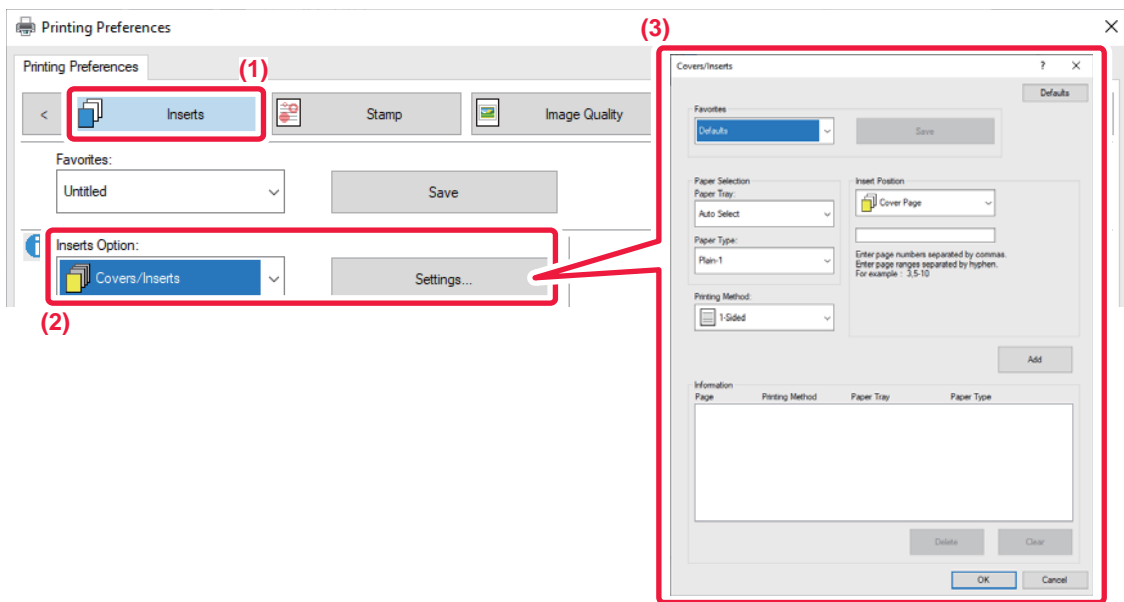 Printing Preferences
(3)
Printing Preferences
(1)
< Inserts Stamp Image Quality
Favorites:
Untitled Save
Inserts Option:
Covers/Inserts Settings...
(2)
Covers/Inserts ?
Defaults
Favorites
Defaults Save
Paper Selection
Paper Tray:
Auto Select
Paper Type:
Plain-1
Printing Method:
1-Sided
Insert Position
Cover Page
Enter page numbers separated by commas.
Enter page ranges separated by hyphen.
For example : 3,5-10
Add
Information
Page Printing Method Paper Tray Paper Type
Delete Clear
OK Cancel